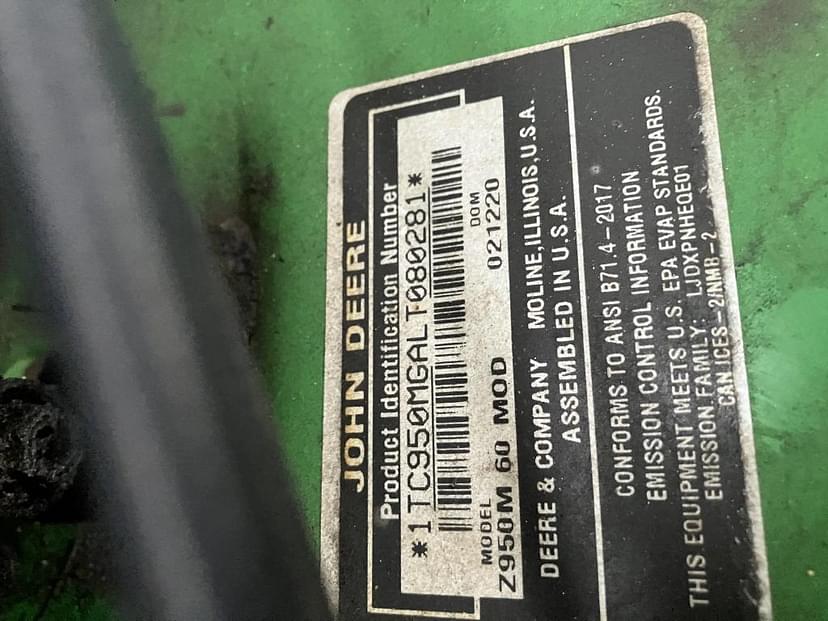 JOHN DEERE
Product Identification Number
*1TC950MGALT080281*
MODEL DOM
Z950M 60 MOD 021220
DEERE & COMPANY MOLINE, ILLINOIS, U.S.A.
ASSEMBLED IN U.S.A.
CONFORMS TO ANSI B71.4-2017
EMISSION CONTROL INFORMATION
THIS EQUIPMENT MEETS U.S. EPA EVAP STANDARDS.
EMISSION FAMILY: LJDXPNHEQE01
CAN ICES-2/NMB-2